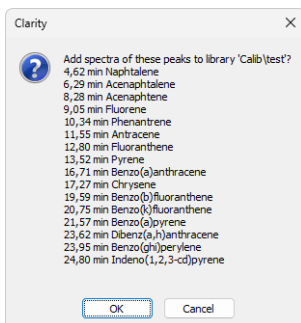 Clarity
Add spectra of these peaks to library 'Calib\test'?
4,62 min Naphtalene
6,29 min Acenaphtalene
8,28 min Acenaphtene
9,05 min Fluorene
10,34 min Phenantrene
11,55 min Antracene
12,80 min Fluoranthene
13,52 min Pyrene
16,71 min Benzo(a)anthracene
17,27 min Chrysene
19,59 min Benzo(b)fluoranthene
20,75 min Benzo(k)fluoranthene
21,57 min Benzo(a)pyrene
23,62 min Dibenz(a,h)anthracene
23,95 min Benzo(ghi)perylene
24,80 min Indeno(1,2,3-cd)pyrene
OK Cancel